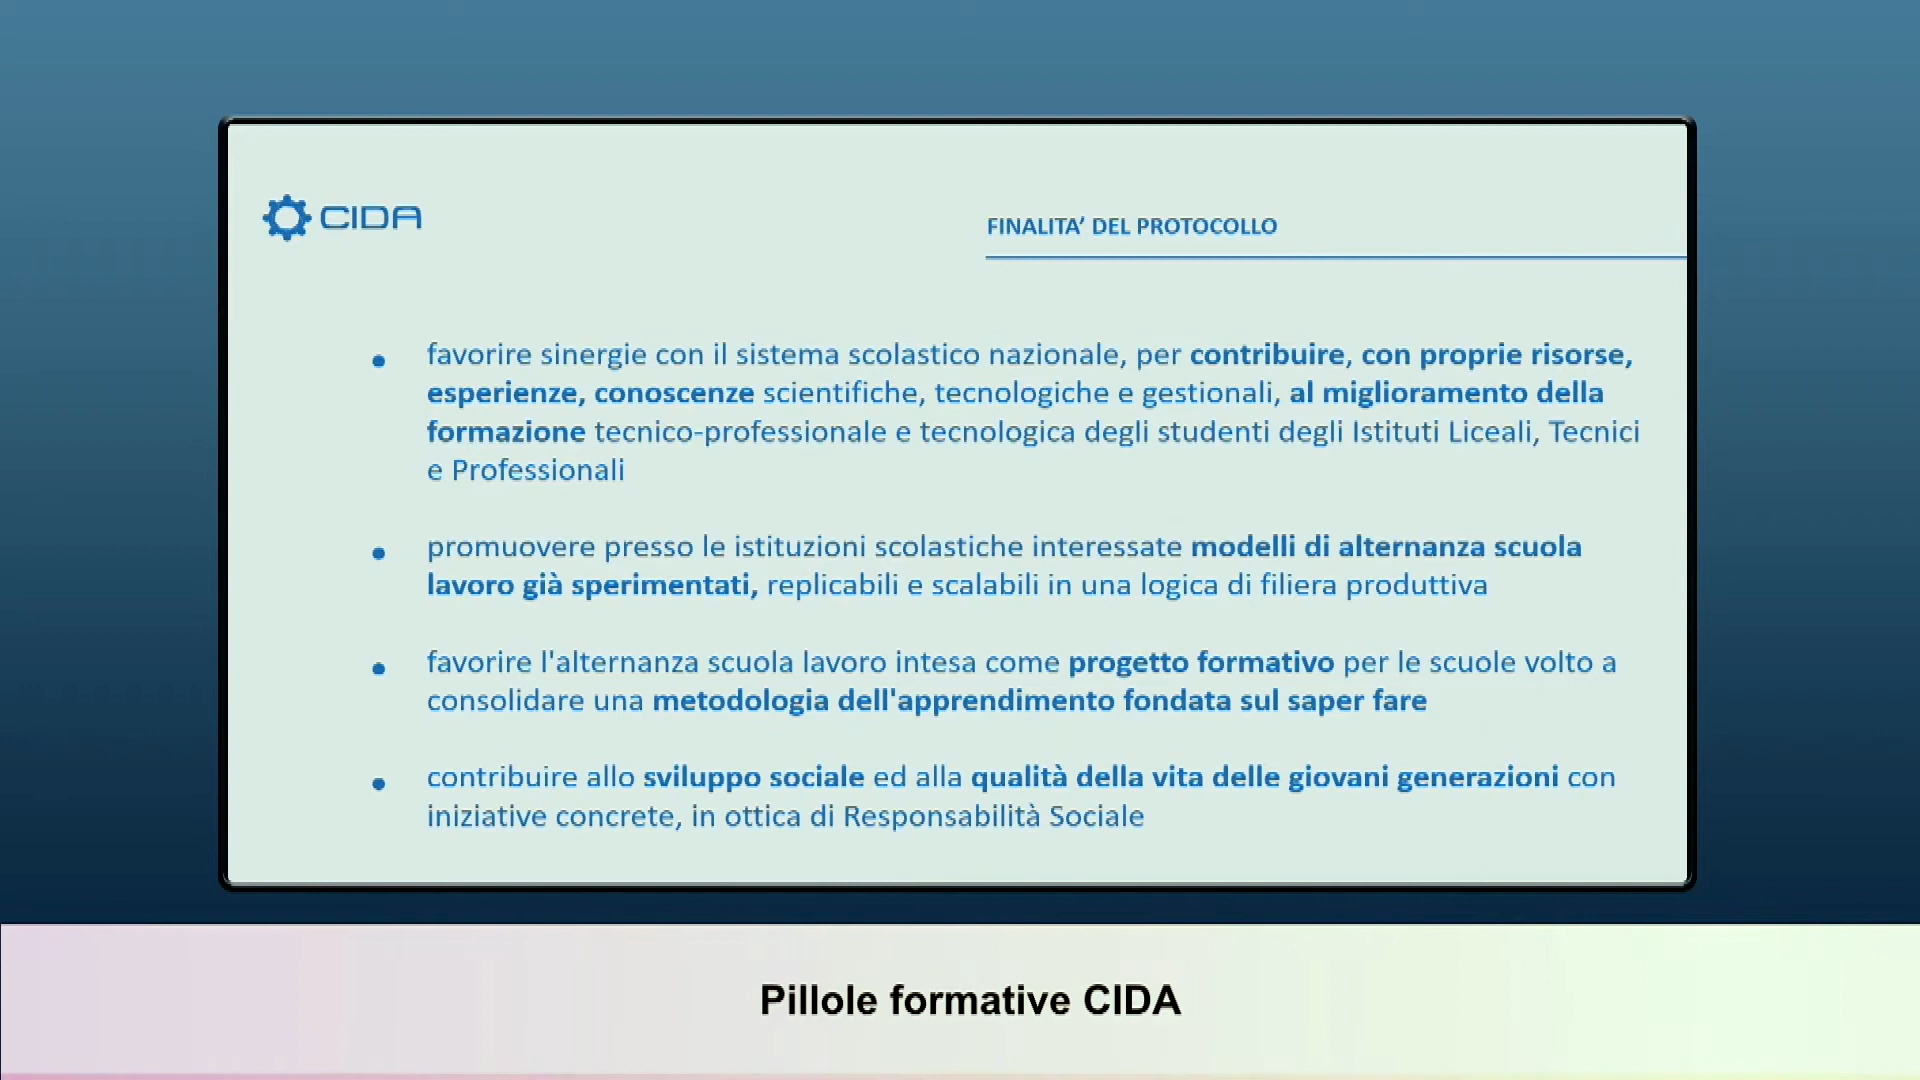 CIDA
FINALITA’ DEL PROTOCOLLO
• favorire sinergie con il sistema scolastico nazionale, per contribuire, con proprie risorse,
esperienze, conoscenze scientifiche, tecnologiche e gestionali, al miglioramento della
formazione tecnico-professionale e tecnologica degli studenti degli Istituti Liceali, Tecnici
e Professionali
• promuovere presso le istituzioni scolastiche interessate modelli di alternanza scuola
lavoro già sperimentati, replicabili e scalabili in una logica di filiera produttiva
• favorire l'alternanza scuola lavoro intesa come progetto formativo per le scuole volto a
consolidare una metodologia dell'apprendimento fondata sul saper fare
• contribuire allo sviluppo sociale ed alla qualità della vita delle giovani generazioni con
iniziative concrete, in ottica di Responsabilità Sociale
Pillole formative CIDA